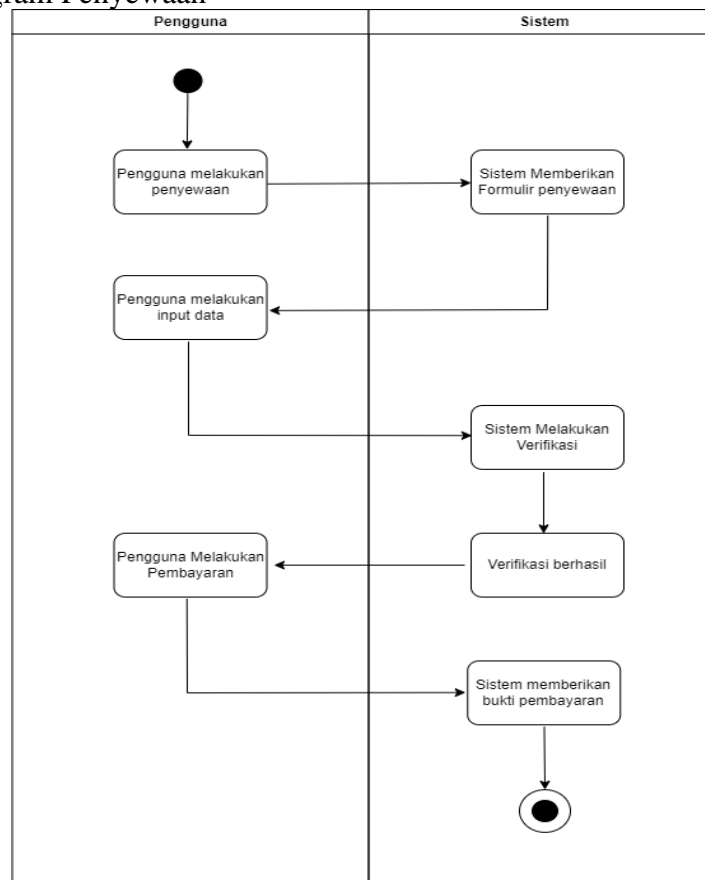 Penyewaan
Pengguna
Sistem
Pengguna melakukan
penyewaan
Sistem Memberikan
Formulir penyewaan
Pengguna melakukan
input data
Sistem Melakukan
Verifikasi
Pengguna Melakukan
Pembayaran
Verifikasi berhasil
Sistem memberikan
bukti pembayaran